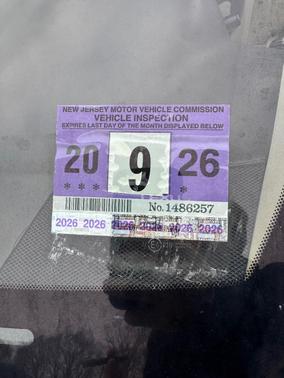 NEW JERSEY MOTOR VEHICLE COMMISSION
VEHICLE INSPECTION
EXPIRES LAST DAY OF THE MONTH DISPLAYED BELOW
20 9 26
* * * *
No. 1486257
2026 2026 2026 2026 2026 2026